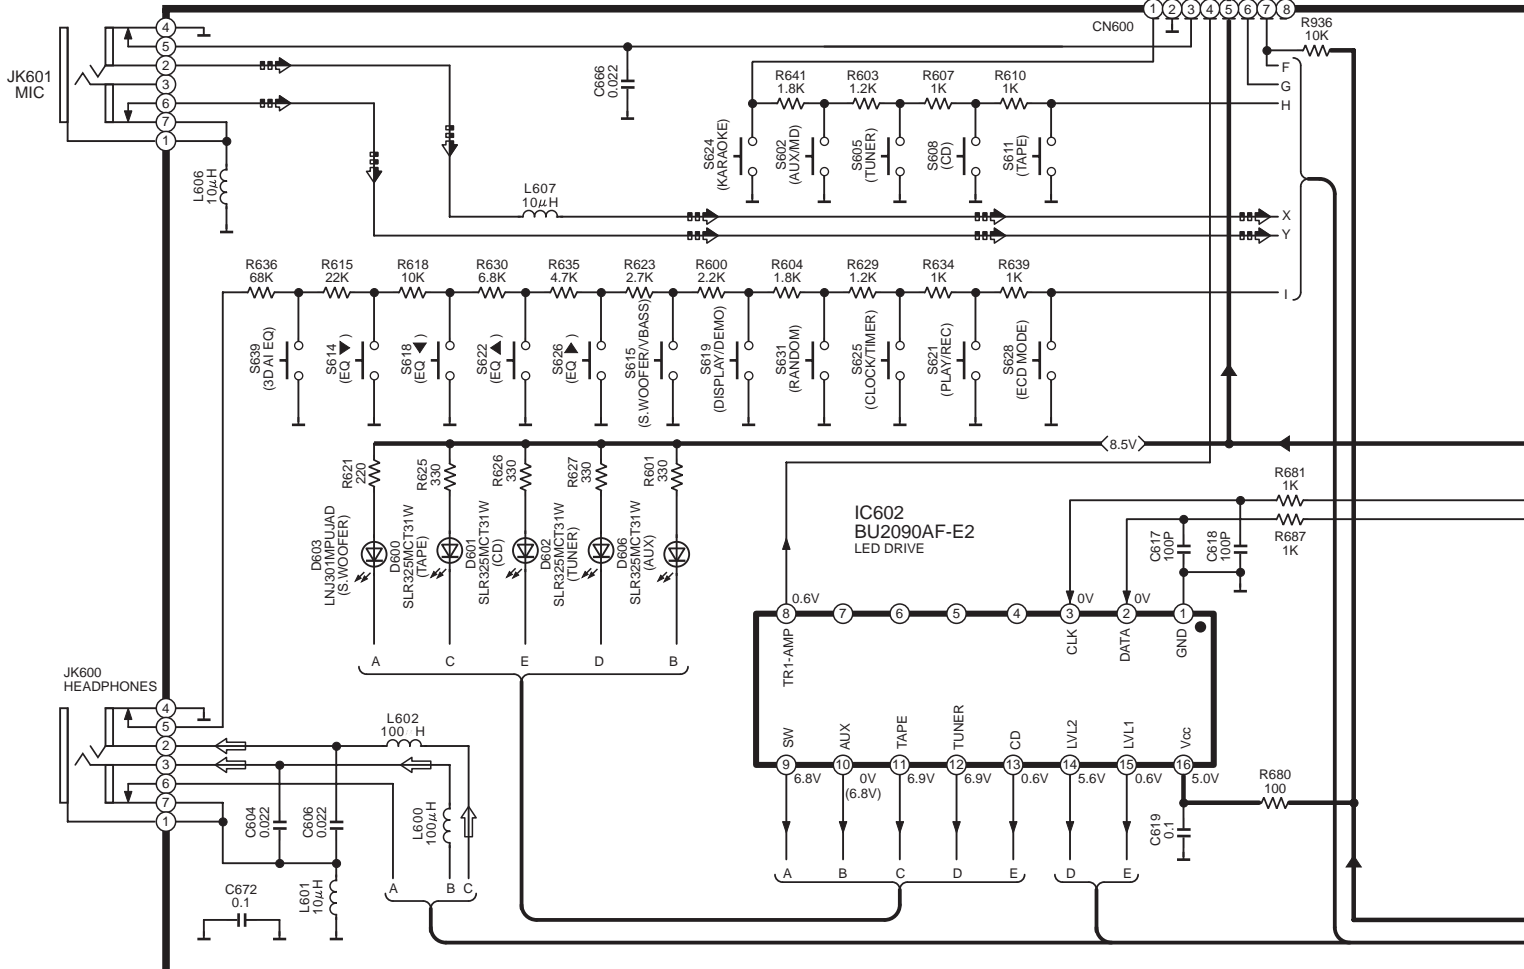 1 2 3 4 5 6 7 8
CN600
R936
10K
JK601
MIC
4
5
2
3
6
7
1
C666
0.022
L606
10μH
L607
10μH
R641
1.8K
R603
1.2K
R607
1K
R610
1K
F
G
H
S624
(KARAOKE)
S602
(AUX/MD)
S605
(TUNER)
S608
(CD)
S611
(TAPE)
X
Y
R636
68K
R615
22K
R618
10K
R630
6.8K
R635
4.7K
R623
2.7K
R600
2.2K
R604
1.8K
R629
1.2K
R634
1K
R639
1K
I
S639
(3D AI EQ)
S614
(EQ ▶)
S618
(EQ ▼)
S622
(EQ ◀)
S626
(EQ ▲)
S615
(S.WOOFER/VBASS)
S619
(DISPLAY/DEMO)
S631
(RANDOM)
S625
(CLOCK/TIMER)
S621
(PLAY/REC)
S628
(ECD MODE)
8.5V
R621
220
R625
330
R626
330
R627
330
R601
330
D603
LNJ301MPUJAD
(S.WOOFER)
D600
SLR325MCT31W
(TAPE)
D601
SLR325MCT31W
(CD)
D602
SLR325MCT31W
(TUNER)
D606
SLR325MCT31W
(AUX)
A C E D B
R681
1K
R687
1K
C617
100P
C618
100P
IC602
BU2090AF-E2
LED DRIVE
0.6V 0V 0V
8 7 6 5 4 3 2 1
TR1-AMP
CLK
DATA
GND
SW
AUX
TAPE
TUNER
CD
LVL2
LVL1
Vcc
9 10 11 12 13 14 15 16
6.8V 0V 6.9V 6.9V 0.6V 5.6V 0.6V 5.0V
(6.8V)
R680
100
C619
0.1
A B C D E D E
JK600
HEADPHONES
4
5
2
3
6
7
1
L602
100 H
C604
0.022
C606
0.022
L600
100μH
L601
10μH
C672
0.1
A B C